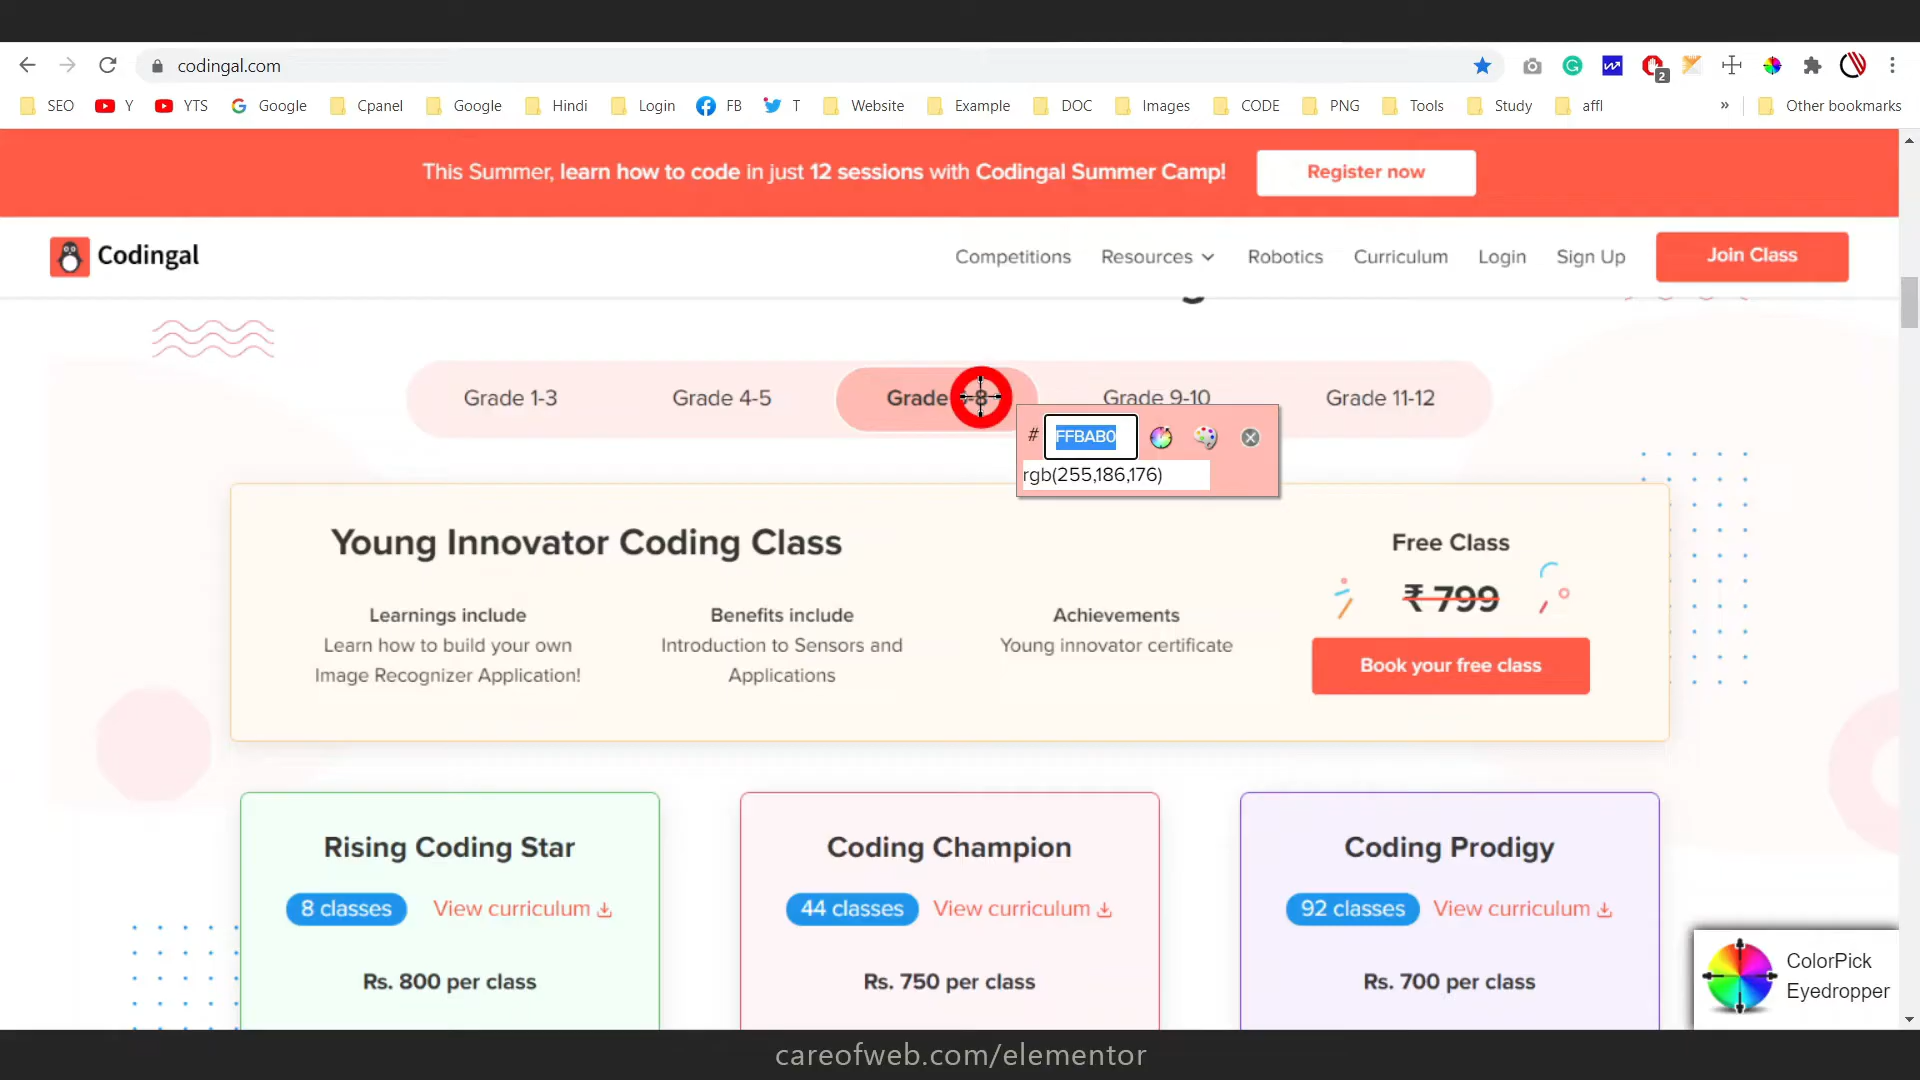 codingal.com
2
SEO Y YTS Google Cpanel Google Hindi Login FB T Website Example DOC Images CODE PNG Tools Study affl » Other bookmarks
This Summer, learn how to code in just 12 sessions with Codingal Summer Camp! Register now
Codingal Competitions Resources Robotics Curriculum Login Sign Up Join Class
Grade 1-3 Grade 4-5 Grade -8 Grade 9-10 Grade 11-12
# FFBAB0
rgb(255,186,176)
Young Innovator Coding Class
Learnings include
Learn how to build your own
Image Recognizer Application!
Benefits include
Introduction to Sensors and
Applications
Achievements
Young innovator certificate
Free Class
₹ 799
Book your free class
Rising Coding Star
8 classes View curriculum
Rs. 800 per class
Coding Champion
44 classes View curriculum
Rs. 750 per class
Coding Prodigy
92 classes View curriculum
Rs. 700 per class
ColorPick
Eyedropper
careofweb.com/elementor